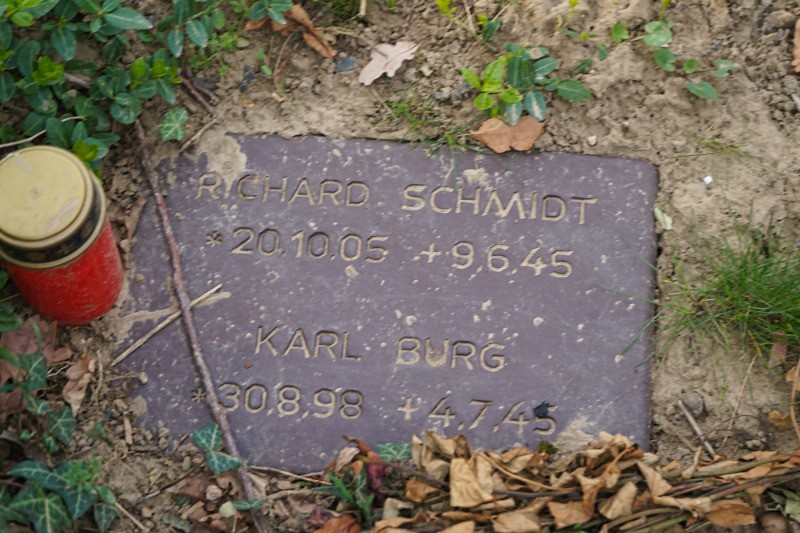 RICHARD SCHMIDT
*20.10.05 +9.6.45
KARL BURG
*30.8.98 +4.7.45